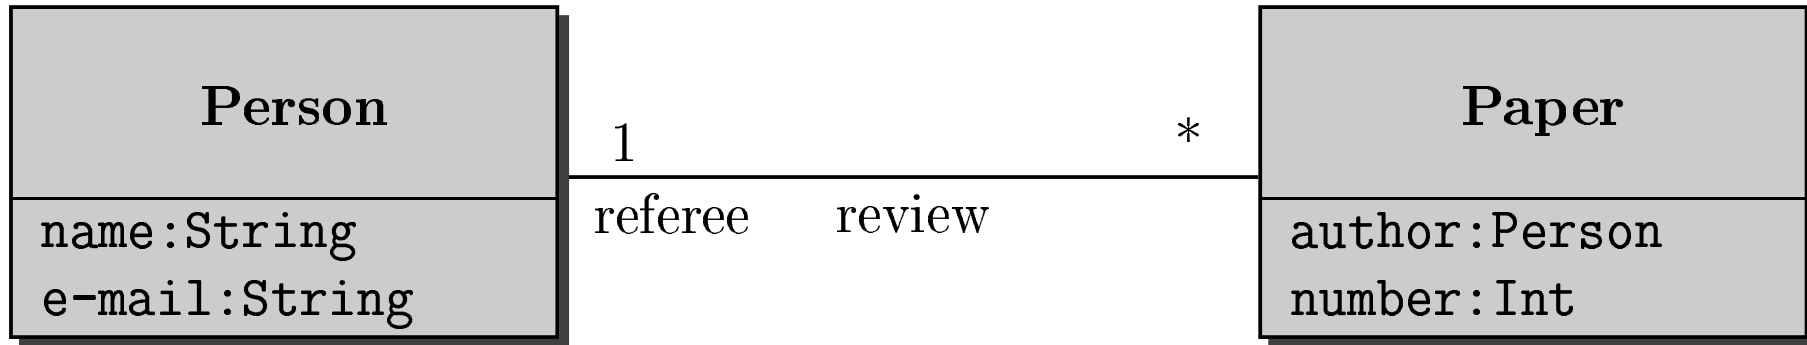 Person
name:String
e-mail:String
1
*
referee
review
Paper
author:Person
number:Int